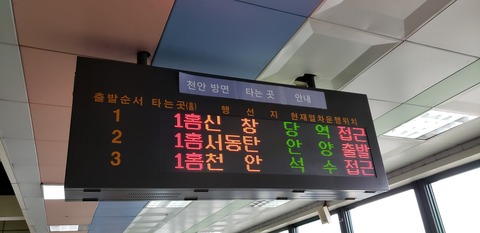 천안 방면 타는 곳 안내
출발순서 타는곳(홈) 행 선 지 현재열차운행위치
1 1홈 신 창 당 역 접근
2 1홈 서동탄 안 양 출발
3 1홈 천 안 석 수 접근